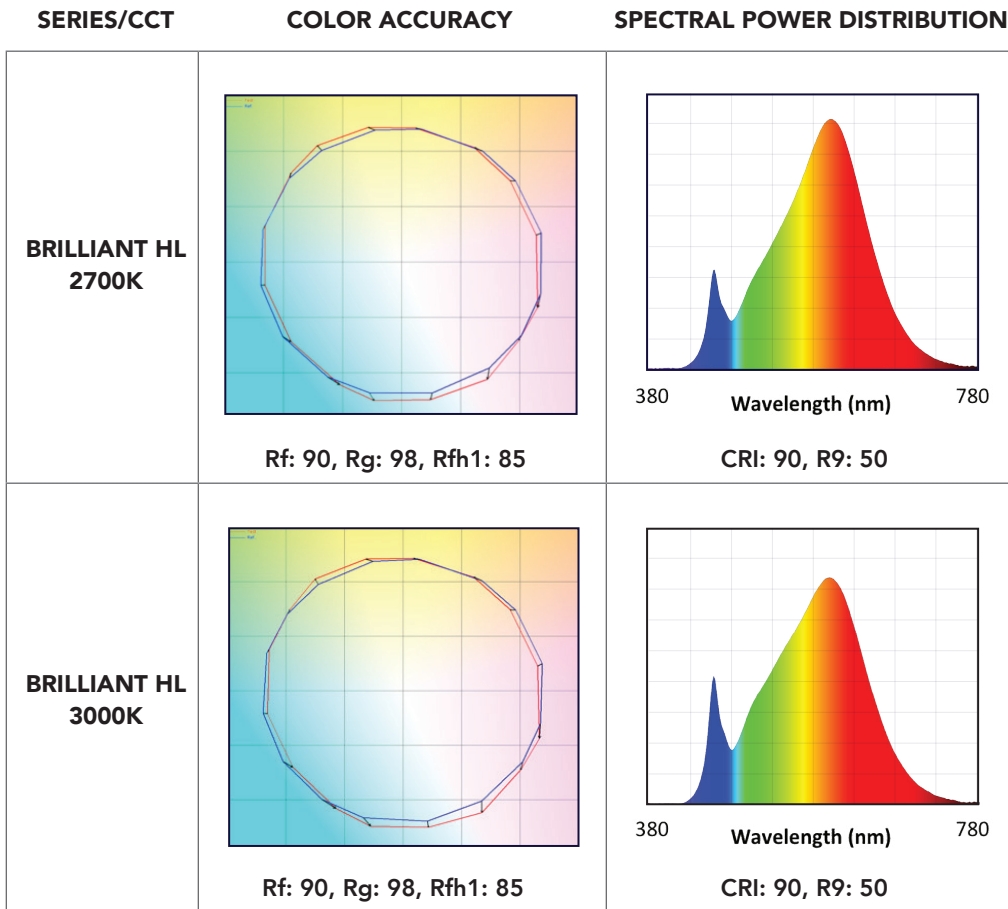 SERIES/CCT
COLOR ACCURACY
SPECTRAL POWER DISTRIBUTION
BRILLIANT HL
2700K
Rf: 90, Rg: 98, Rfh1: 85
380
Wavelength (nm)
780
CRI: 90, R9: 50
BRILLIANT HL
3000K
Rf: 90, Rg: 98, Rfh1: 85
380
Wavelength (nm)
780
CRI: 90, R9: 50